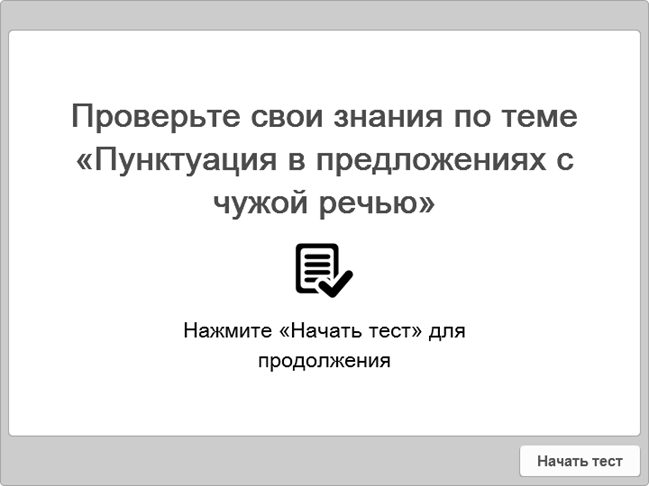 Проверьте свои знания по теме
«Пунктуация в предложениях с
чужой речью»
Нажмите «Начать тест» для
продолжения
Начать тест